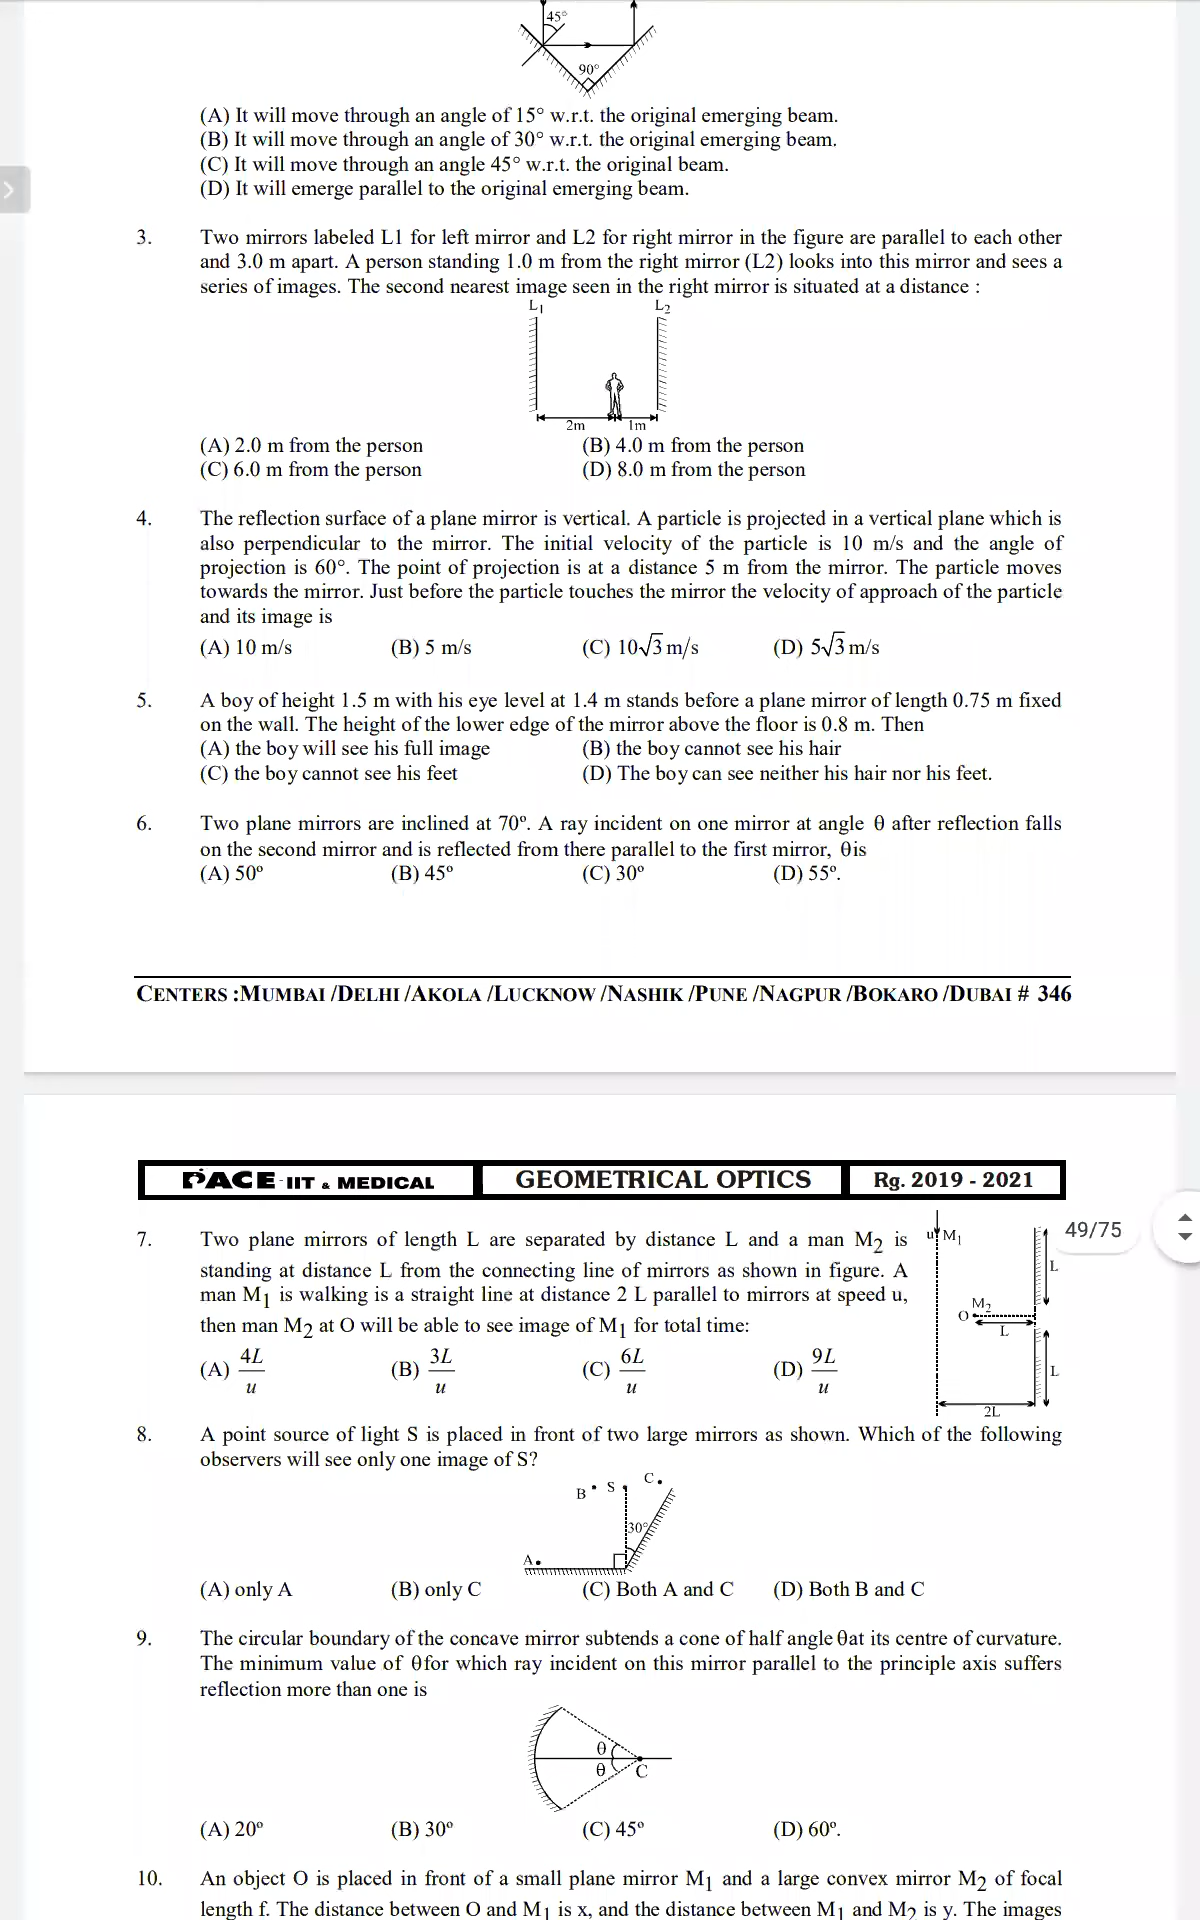 45°
90°
(A) It will move through an angle of 15° w.r.t. the original emerging beam.
(B) It will move through an angle of 30° w.r.t. the original emerging beam.
(C) It will move through an angle 45° w.r.t. the original beam.
(D) It will emerge parallel to the original emerging beam.
3. Two mirrors labeled L1 for left mirror and L2 for right mirror in the figure are parallel to each other
and 3.0 m apart. A person standing 1.0 m from the right mirror (L2) looks into this mirror and sees a
series of images. The second nearest image seen in the right mirror is situated at a distance :
L1 L2
2m 1m
(A) 2.0 m from the person (B) 4.0 m from the person
(C) 6.0 m from the person (D) 8.0 m from the person
4. The reflection surface of a plane mirror is vertical. A particle is projected in a vertical plane which is
also perpendicular to the mirror. The initial velocity of the particle is 10 m/s and the angle of
projection is 60°. The point of projection is at a distance 5 m from the mirror. The particle moves
towards the mirror. Just before the particle touches the mirror the velocity of approach of the particle
and its image is
(A) 10 m/s (B) 5 m/s (C) 10√3 m/s (D) 5√3 m/s
5. A boy of height 1.5 m with his eye level at 1.4 m stands before a plane mirror of length 0.75 m fixed
on the wall. The height of the lower edge of the mirror above the floor is 0.8 m. Then
(A) the boy will see his full image (B) the boy cannot see his hair
(C) the boy cannot see his feet (D) The boy can see neither his hair nor his feet.
6. Two plane mirrors are inclined at 70º. A ray incident on one mirror at angle θ after reflection falls
on the second mirror and is reflected from there parallel to the first mirror, θis
(A) 50º (B) 45º (C) 30º (D) 55º.
CENTERS :MUMBAI /DELHI /AKOLA /LUCKNOW /NASHIK /PUNE /NAGPUR /BOKARO /DUBAI # 346
PACE-IIT & MEDICAL GEOMETRICAL OPTICS Rg. 2019 - 2021
49/75
7. Two plane mirrors of length L are separated by distance L and a man M2 is
standing at distance L from the connecting line of mirrors as shown in figure. A
man M1 is walking is a straight line at distance 2 L parallel to mirrors at speed u,
then man M2 at O will be able to see image of M1 for total time:
(A) 4L/u (B) 3L/u (C) 6L/u (D) 9L/u
u M1
L
M2
O
L
L
2L
8. A point source of light S is placed in front of two large mirrors as shown. Which of the following
observers will see only one image of S?
B S C
30°
A
(A) only A (B) only C (C) Both A and C (D) Both B and C
9. The circular boundary of the concave mirror subtends a cone of half angle θat its centre of curvature.
The minimum value of θfor which ray incident on this mirror parallel to the principle axis suffers
reflection more than one is
θ
θ C
(A) 20º (B) 30º (C) 45º (D) 60º.
10. An object O is placed in front of a small plane mirror M1 and a large convex mirror M2 of focal
length f. The distance between O and M1 is x, and the distance between M1 and M2 is y. The images